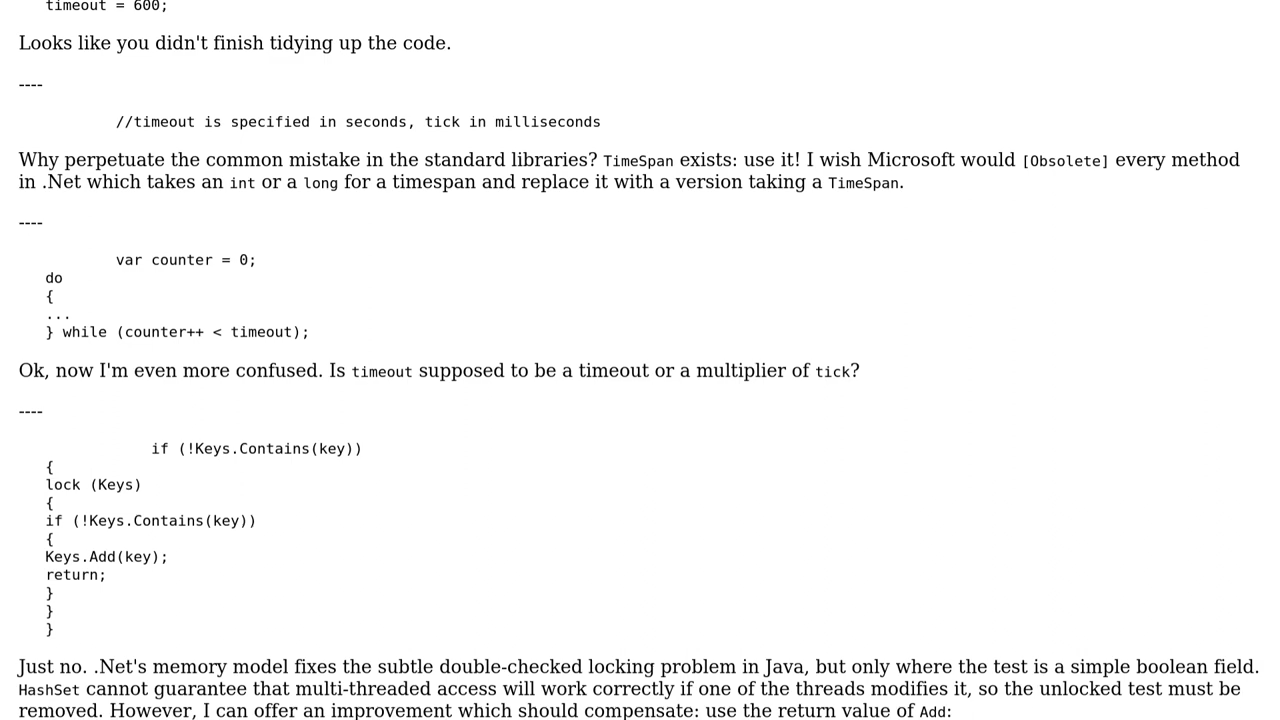 timeout = 600;
Looks like you didn't finish tidying up the code.
----
//timeout is specified in seconds, tick in milliseconds
Why perpetuate the common mistake in the standard libraries? TimeSpan exists: use it! I wish Microsoft would [Obsolete] every method
in .Net which takes an int or a long for a timespan and replace it with a version taking a TimeSpan.
----
var counter = 0;
do
{
...
} while (counter++ < timeout);
Ok, now I'm even more confused. Is timeout supposed to be a timeout or a multiplier of tick?
----
if (!Keys.Contains(key))
{
lock (Keys)
{
if (!Keys.Contains(key))
{
Keys.Add(key);
return;
}
}
}
Just no. .Net's memory model fixes the subtle double-checked locking problem in Java, but only where the test is a simple boolean field.
HashSet cannot guarantee that multi-threaded access will work correctly if one of the threads modifies it, so the unlocked test must be
removed. However, I can offer an improvement which should compensate: use the return value of Add: